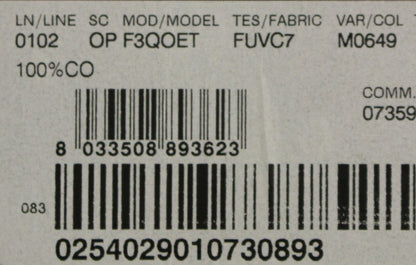 LN/LINE SC MOD/MODEL TES/FABRIC VAR/COL
0102 OP F3QOET FUVC7 M0649
100%CO
COMM.
07359
8 033508 893623
083
0254029010730893